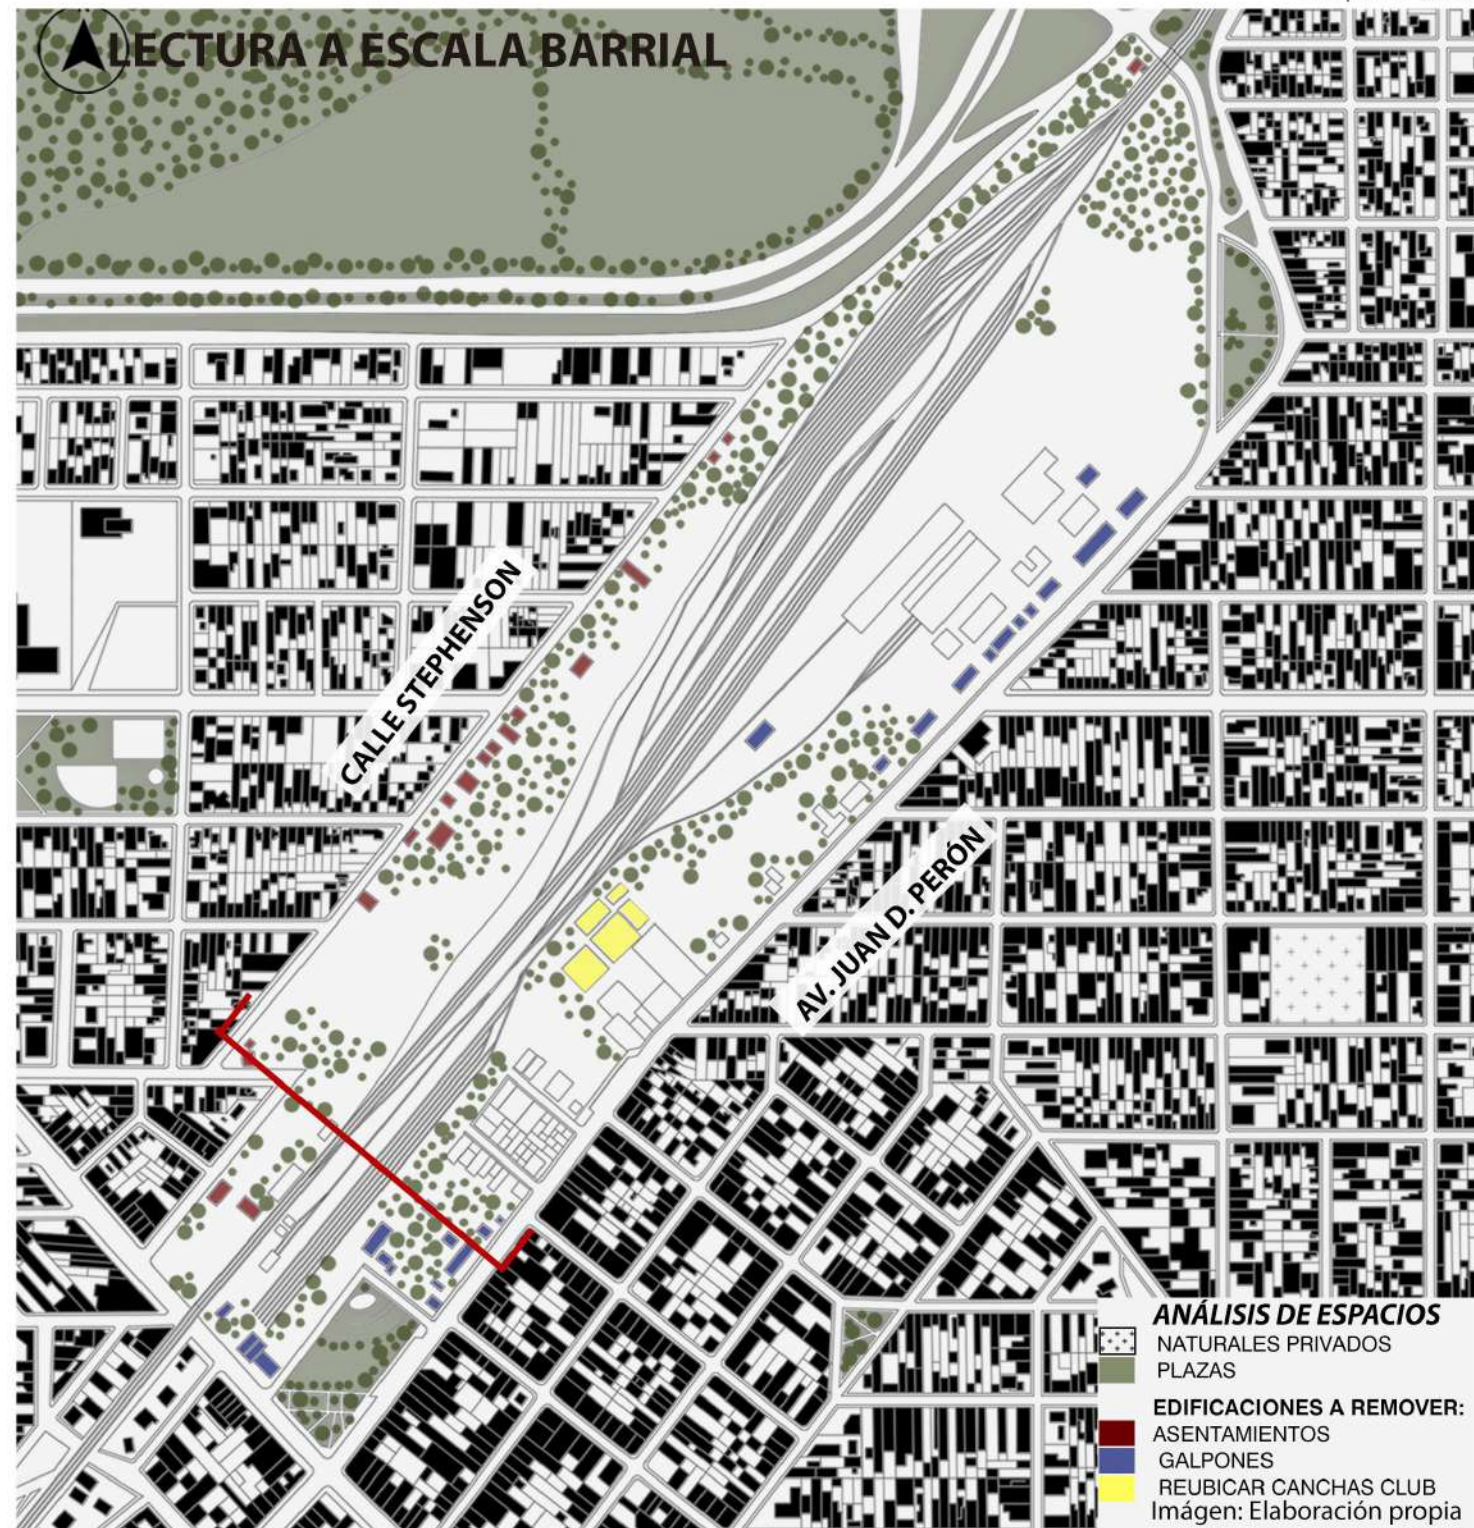 LECTURA A ESCALA BARRIAL
CALLE STEPHENSON
AV. JUAN D. PERÓN
ANÁLISIS DE ESPACIOS
NATURALES PRIVADOS
PLAZAS
EDIFICACIONES A REMOVER:
ASENTAMIENTOS
GALPONES
REUBICAR CANCHAS CLUB
Imágen: Elaboración propia